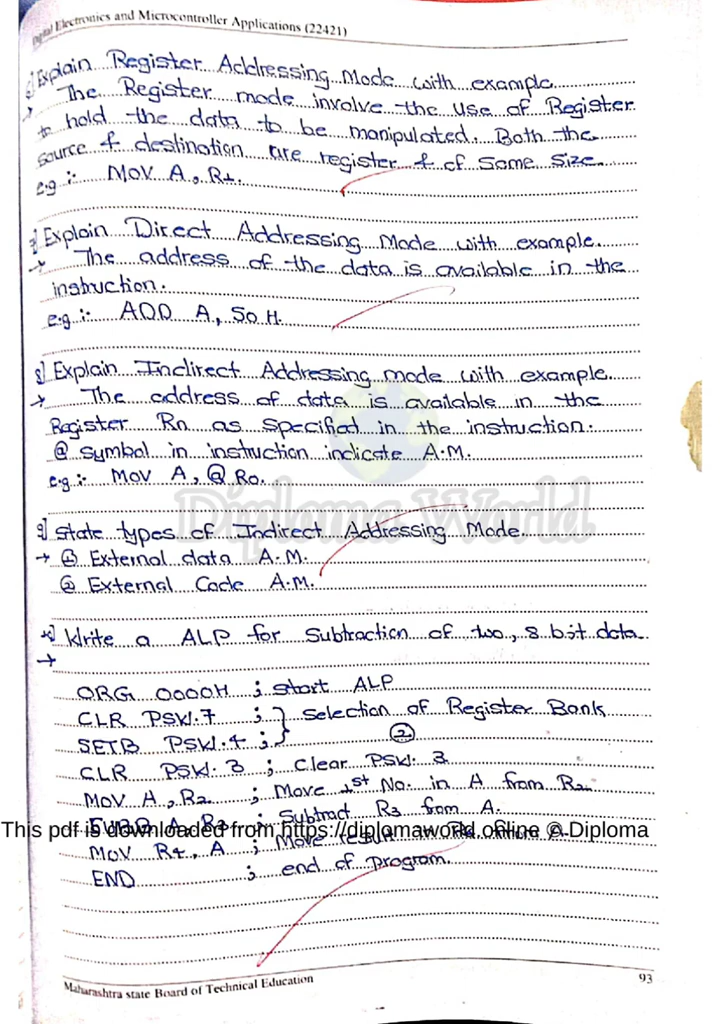 Digital Electronics and Microcontroller Applications (22421)
Explain Register Addressing Mode with example.
→ The Register mode involve the use of Register
to hold the data to be manipulated. Both the
source & destination are register & of same size.
e.g :- MOV A, R1.
Explain Direct Addressing Mode with example.
→ The address of the data is available in the
instruction.
e.g :- ADD A, 50 H.
8] Explain Indirect Addressing mode with example.
→ The address of data is available in the
Register Rn as specified in the instruction.
@ symbol in instruction indicate A.M.
e.g :- MOV A, @ R0.
9] State types of Indirect Addressing Mode.
→ ① External data A.M.
② External Code A.M.
Write a ALP for Subtraction of two, 8 bit data.
→
ORG 0000H ; start ALP
CLR PSW.7 ; } Selection of Register Bank
SETB PSW.4 ; } ②
CLR PSW. 3 ; Clear PSW. 3
MOV A, R2 ; Move 1st No. in A from R2
SUBB A, R3 ; Subtract R3 from A.
This pdf is downloaded from https://diplomaworld.online © Diploma
MOV R4, A ; Move
END ; end of program.
Diploma World
Maharashtra state Board of Technical Education
93